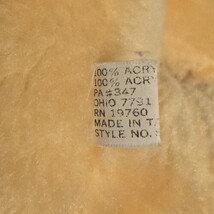 100% ACRY
100% ACRY
PA #347
OHIO 7791
RN 19760
MADE IN T
STYLE NO.